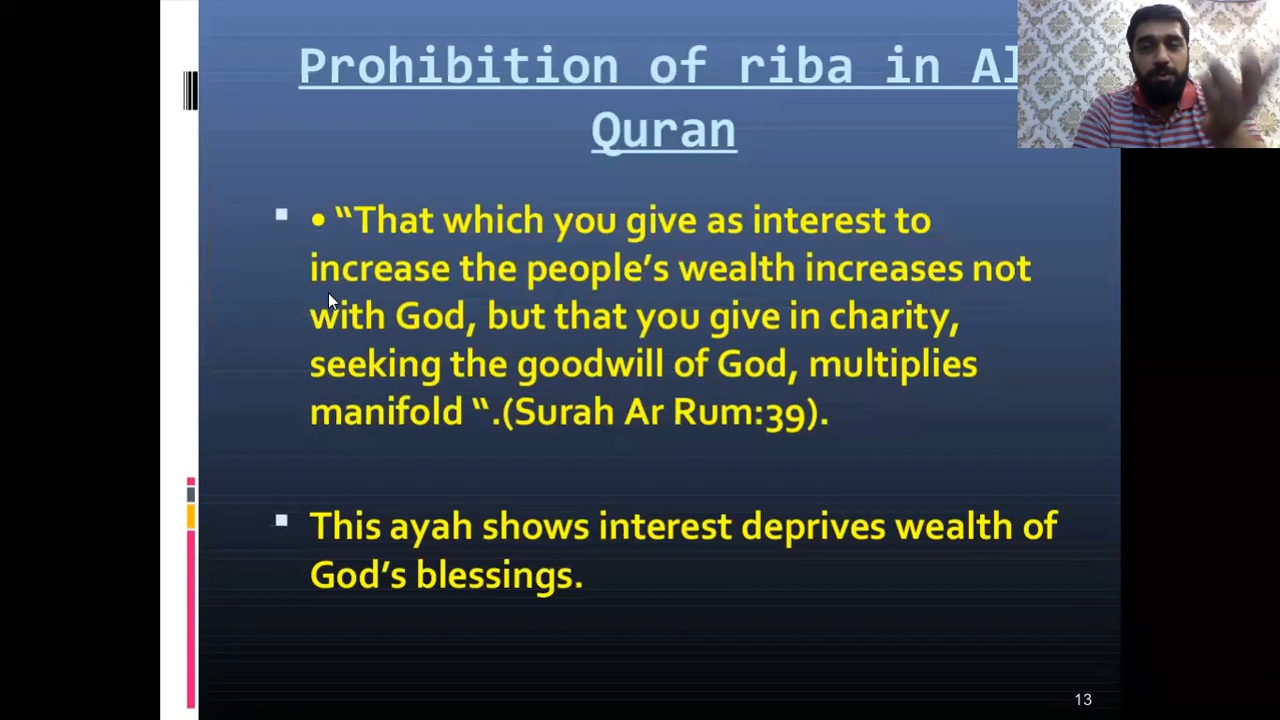 Prohibition of riba in Al
Quran
• “That which you give as interest to
increase the people’s wealth increases not
with God, but that you give in charity,
seeking the goodwill of God, multiplies
manifold “.(Surah Ar Rum:39).
This ayah shows interest deprives wealth of
God’s blessings.
13